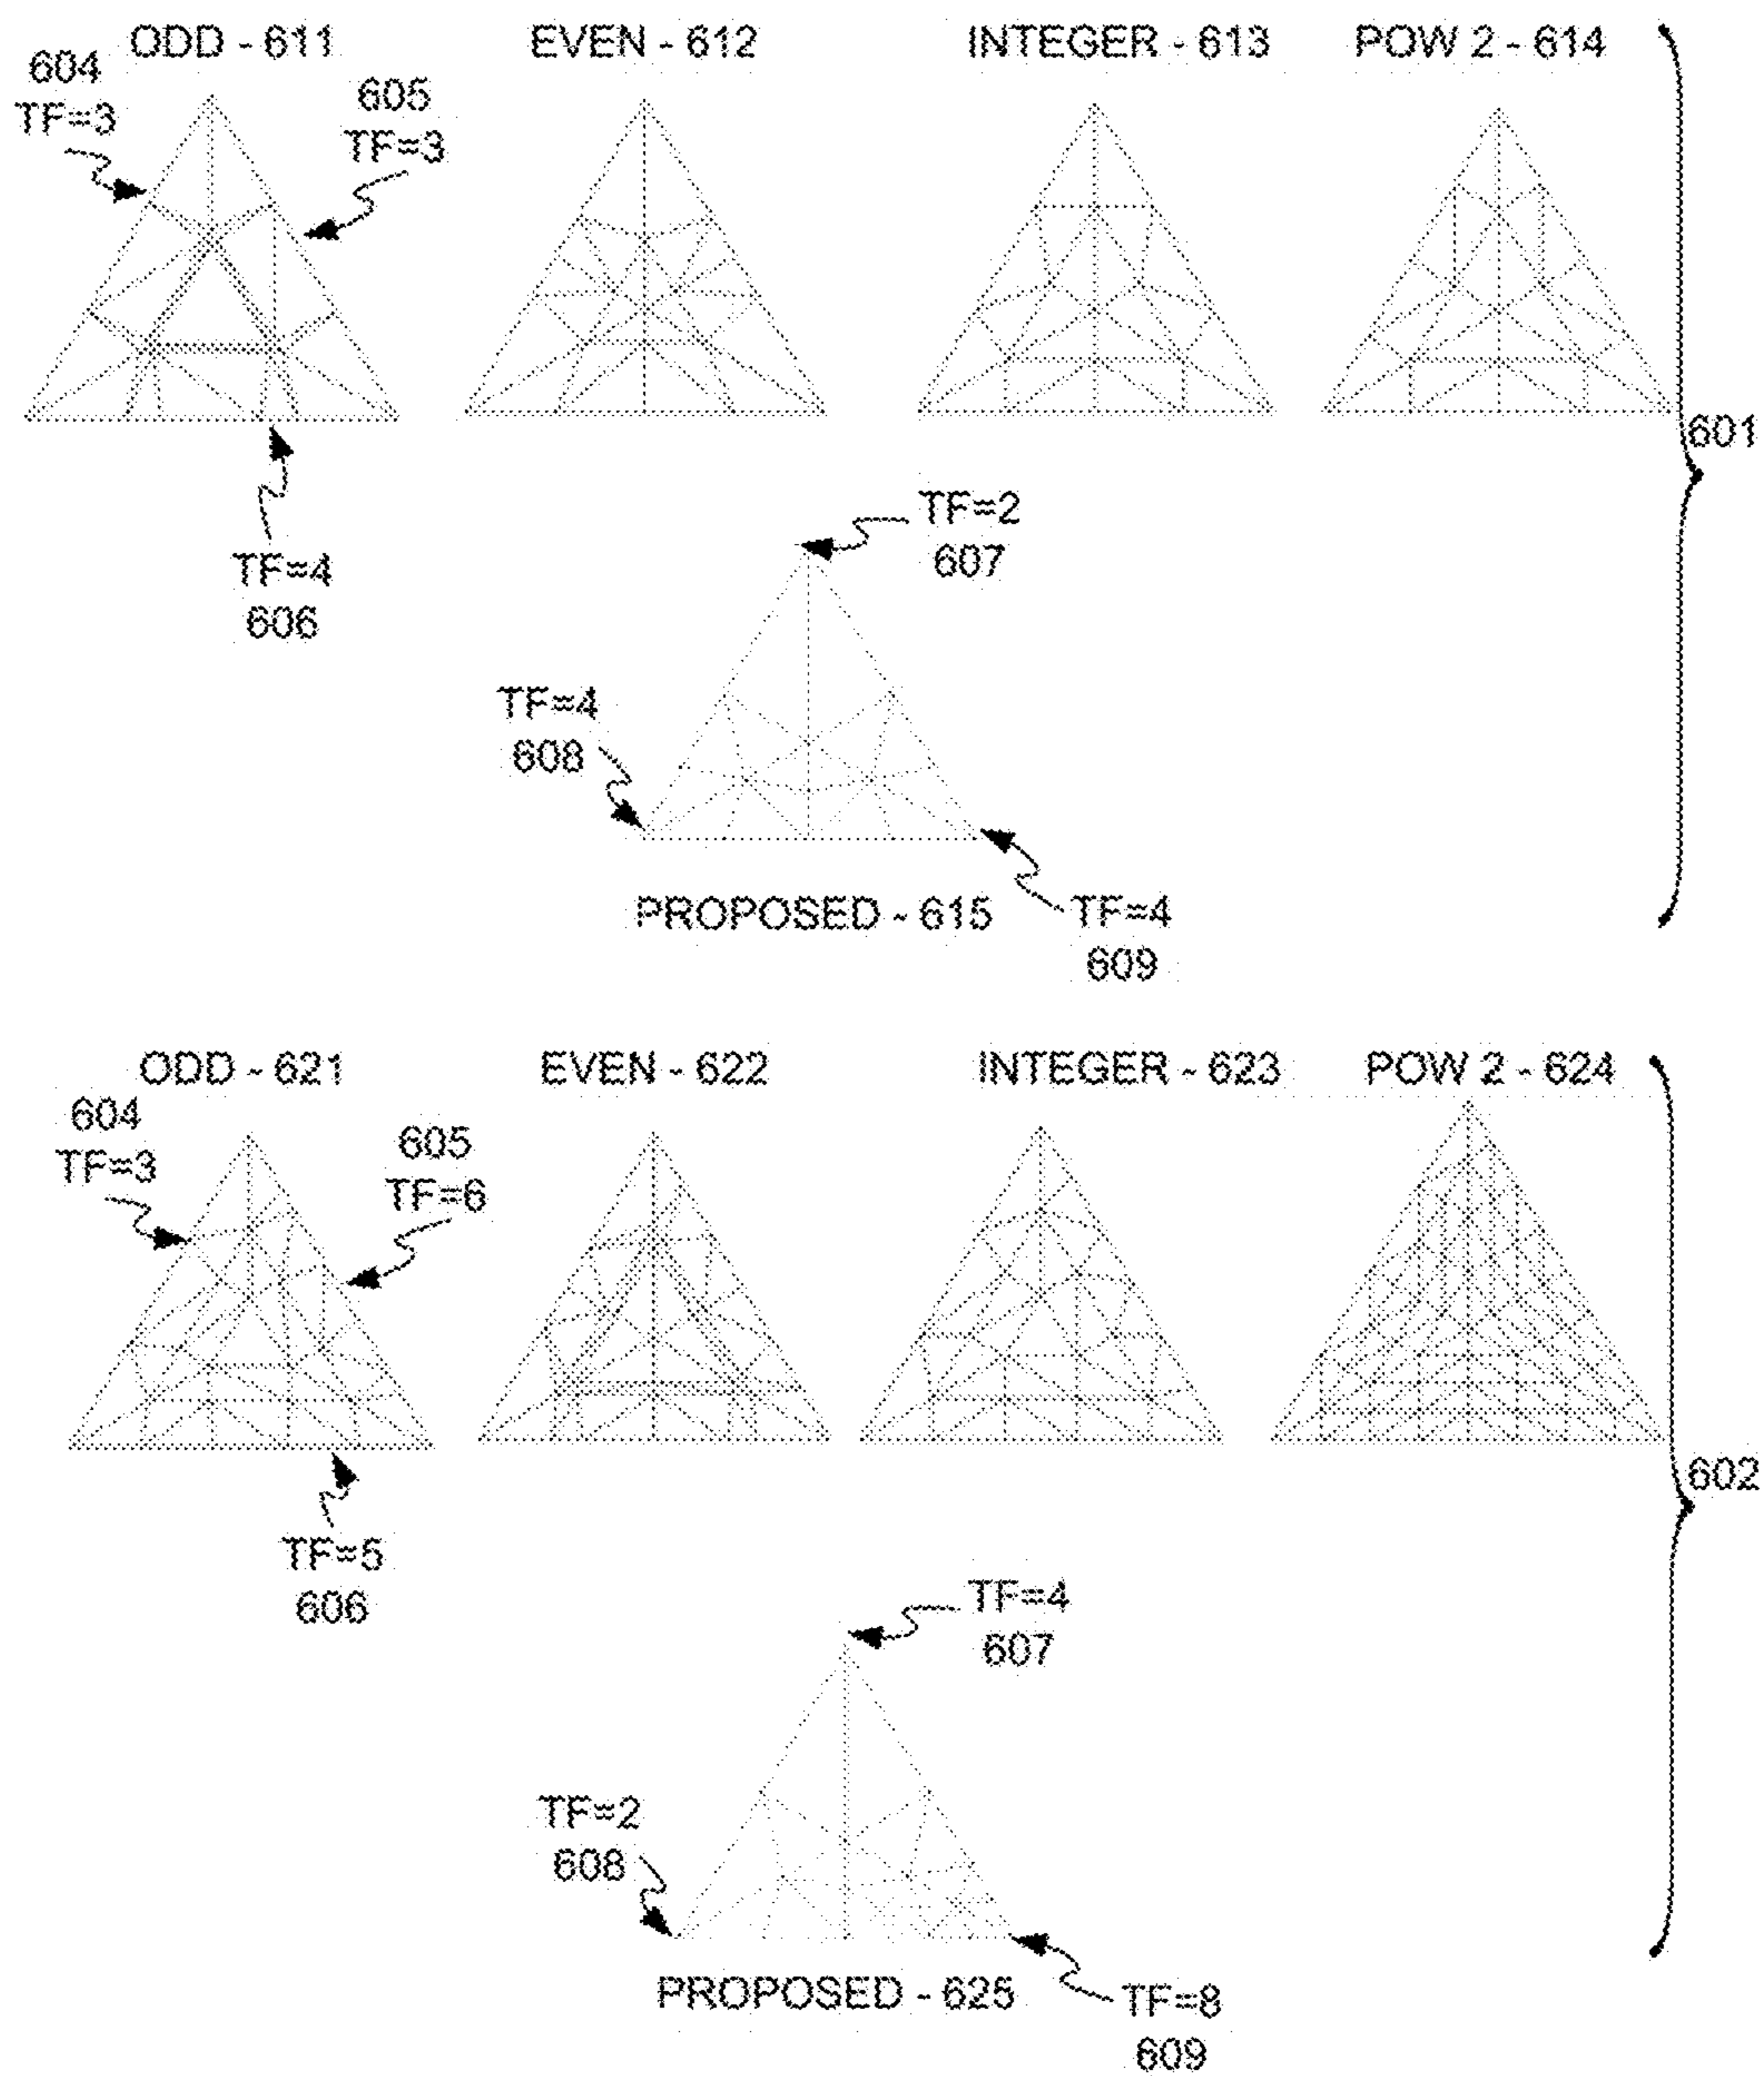 ODD - 611 EVEN - 612 INTEGER - 613 POW 2 - 614
604
TF=3
605
TF=3
601
TF=4
606
TF=2
607
TF=4
608
PROPOSED - 615
TF=4
609
ODD - 621 EVEN - 622 INTEGER - 623 POW 2 - 624
604
TF=3
605
TF=6
602
TF=5
606
TF=4
607
TF=2
608
PROPOSED - 625
TF=8
609